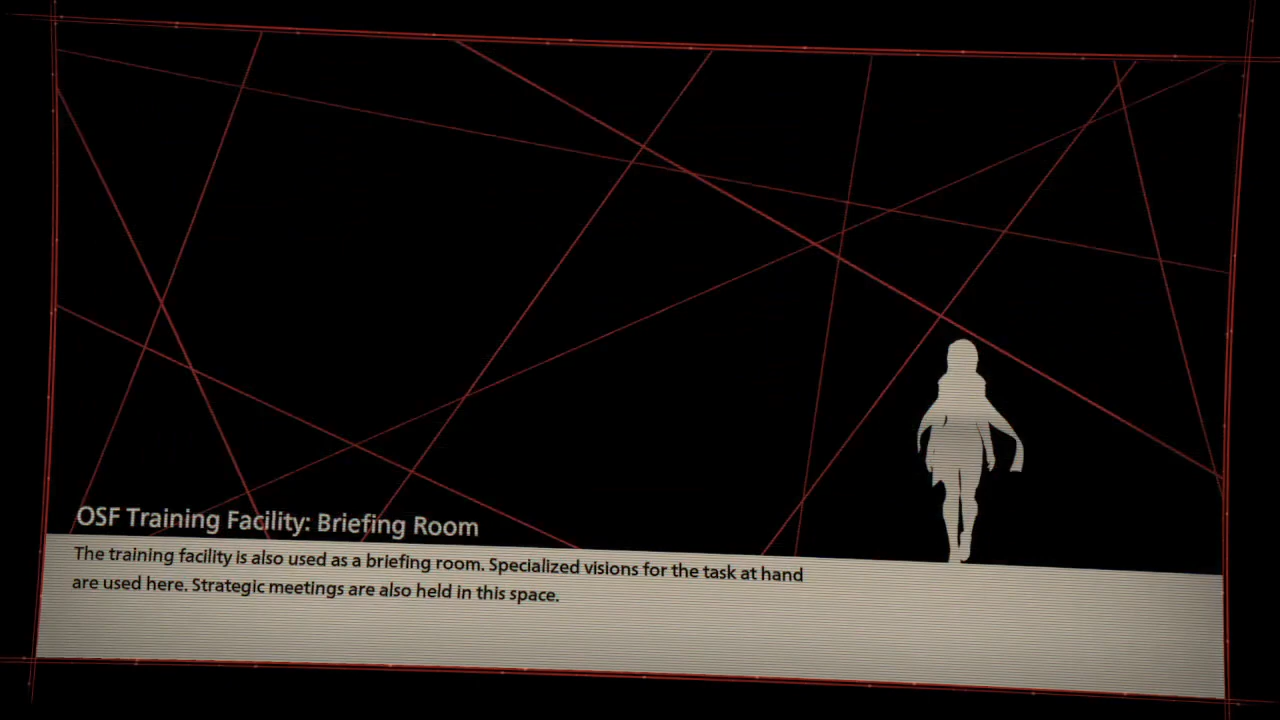 OSF Training Facility: Briefing Room
The training facility is also used as a briefing room. Specialized visions for the task at hand
are used here. Strategic meetings are also held in this space.